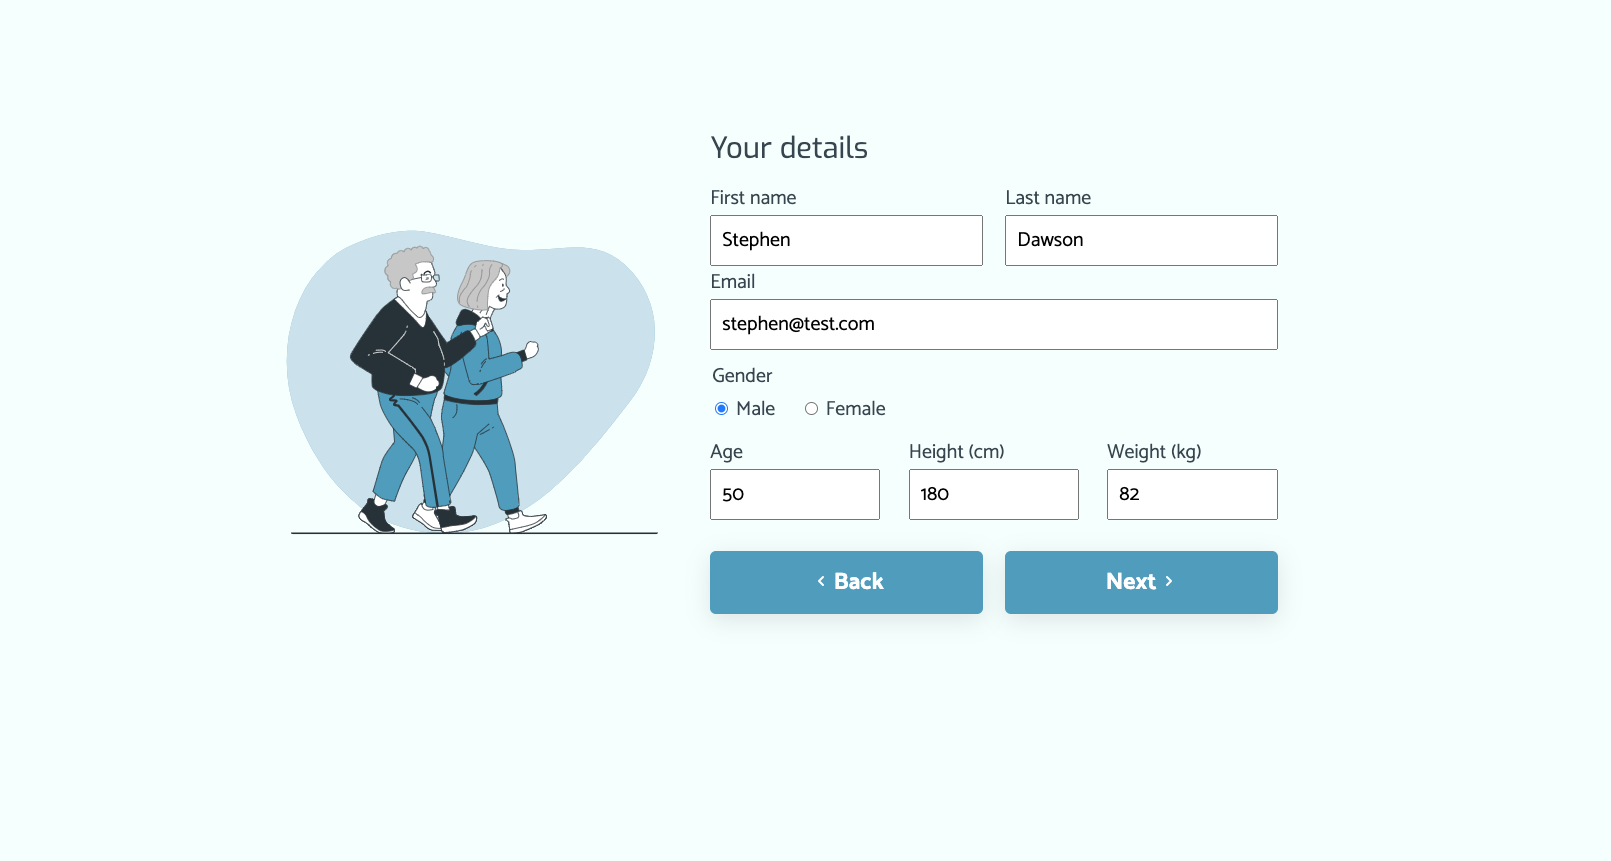 Your details
First name Last name
Stephen Dawson
Email
stephen@test.com
Gender
Male Female
Age Height (cm) Weight (kg)
50 180 82
‹ Back Next ›